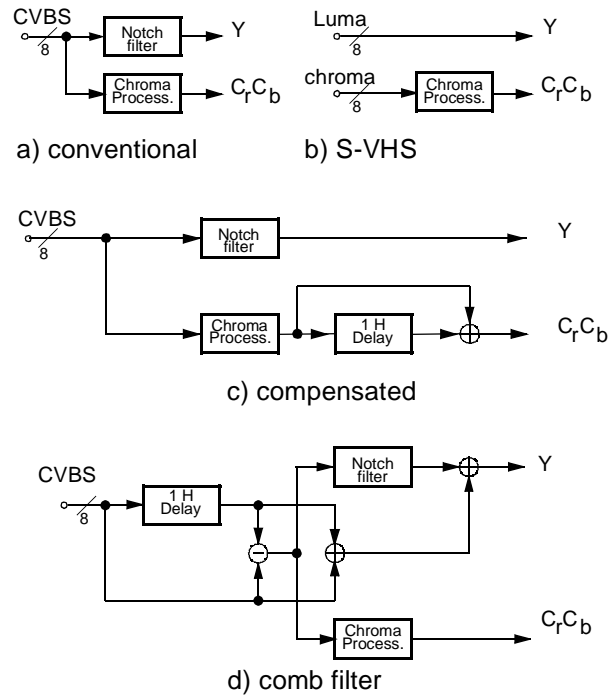 CVBS
8
Notch
filter
Y
Chroma
Process.
CrCb
a) conventional
Luma
8
Y
chroma
8
Chroma
Process.
CrCb
b) S-VHS
CVBS
8
Notch
filter
Y
Chroma
Process.
1 H
Delay
CrCb
c) compensated
CVBS
8
1 H
Delay
Notch
filter
Y
Chroma
Process.
CrCb
d) comb filter